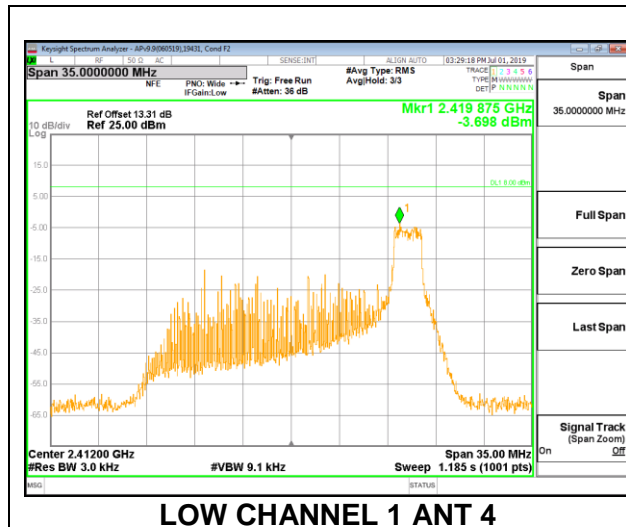 Keysight Spectrum Analyzer - APv9.9(060519),19431, Cond F2
L RF 50 Ω AC SENSE:INT ALIGN AUTO 03:29:18 PM Jul 01, 2019
Span 35.0000000 MHz
NFE
PNO: Wide
IFGain:Low
Trig: Free Run
#Atten: 36 dB
#Avg Type: RMS
Avg|Hold: 3/3
TRACE 1 2 3 4 5 6
TYPE M W W W W W
DET P N N N N N
Ref Offset 13.31 dB
10 dB/div Ref 25.00 dBm
Log
Mkr1 2.419 875 GHz
-3.698 dBm
15.0
DL1 8.00 dBm
5.00
1
-5.00
-15.0
-25.0
-35.0
-45.0
-55.0
-65.0
Center 2.41200 GHz Span 35.00 MHz
#Res BW 3.0 kHz #VBW 9.1 kHz Sweep 1.185 s (1001 pts)
MSG STATUS
Span
Span
35.0000000 MHz
Full Span
Zero Span
Last Span
Signal Track
(Span Zoom)
On Off
LOW CHANNEL 1 ANT 4